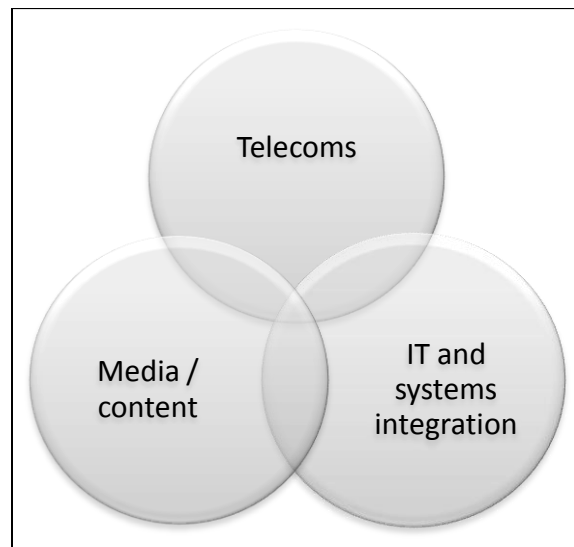 Telecoms
Media /
content
IT and
systems
integration